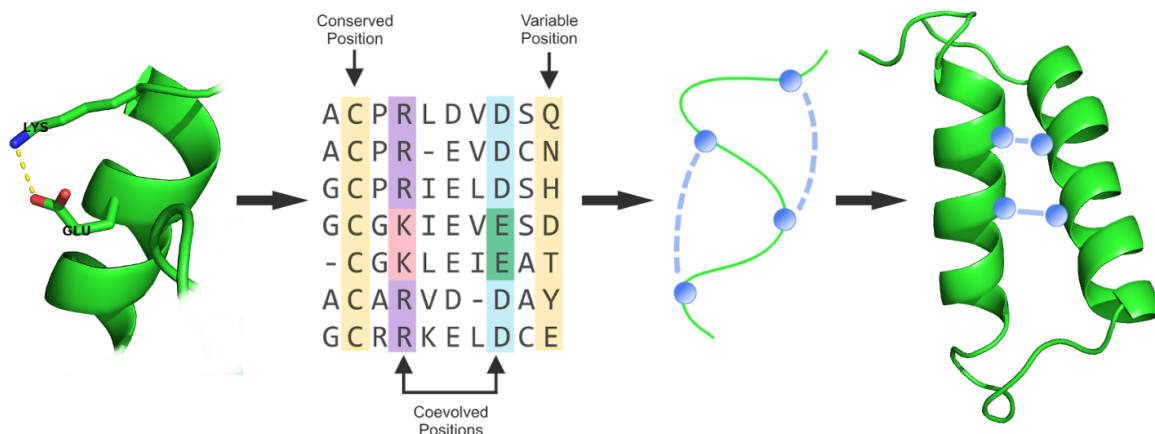 Conserved
Position
Variable
Position
LYS
GLU
ACPRLDVDSQ
ACPR-EVDCN
GCPRIELDSH
GCGKIEVESD
-CGKLEIEAT
ACARVD-DAY
GCRRKELDCE
Coevolved
Positions